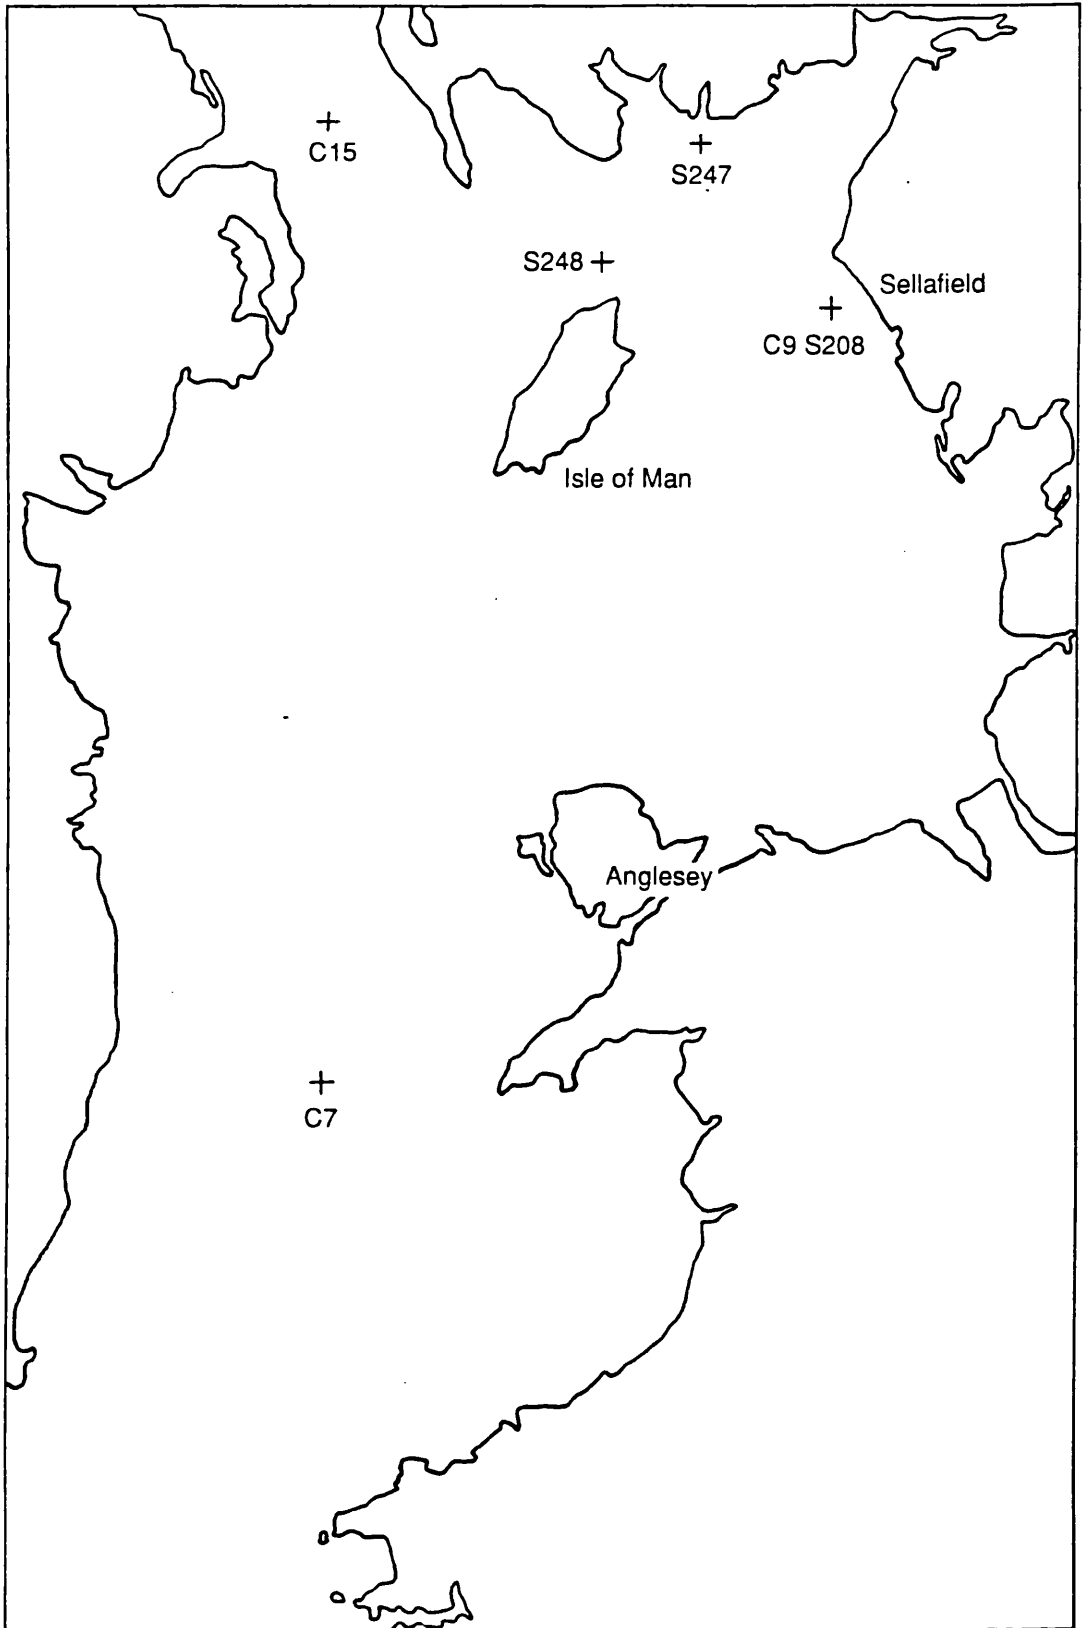 C15
S247
S248
Sellafield
C9 S208
Isle of Man
Anglesey
C7